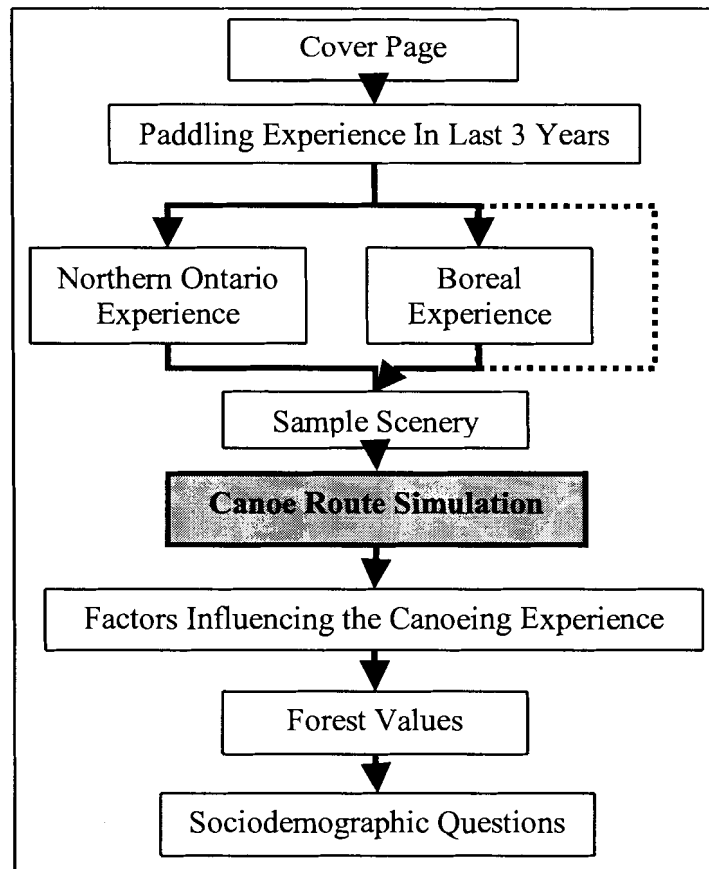 Cover Page
Paddling Experience In Last 3 Years
Northern Ontario
Experience
Boreal
Experience
Sample Scenery
Canoe Route Simulation
Factors Influencing the Canoeing Experience
Forest Values
Sociodemographic Questions